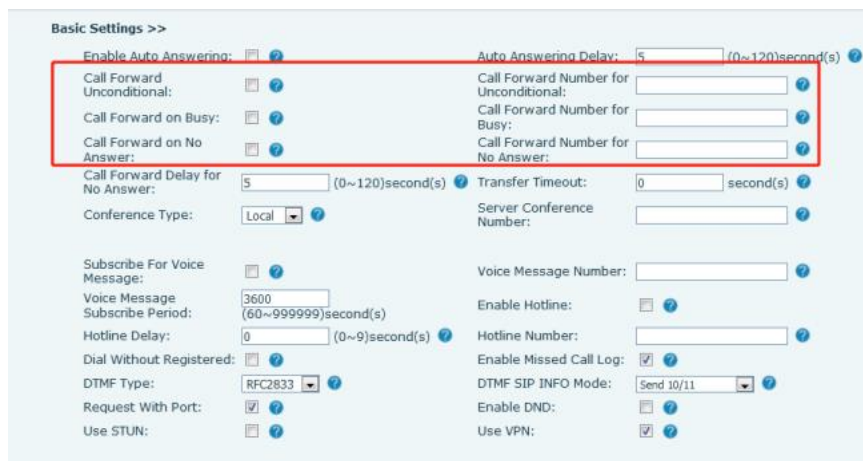 Basic Settings >>
Enable Auto Answering: Auto Answering Delay: 5 (0~120)second(s)
Call Forward Unconditional: Call Forward Number for Unconditional:
Call Forward on Busy: Call Forward Number for Busy:
Call Forward on No Answer: Call Forward Number for No Answer:
Call Forward Delay for No Answer: 5 (0~120)second(s) Transfer Timeout: 0 second(s)
Conference Type: Local Server Conference Number:
Subscribe For Voice Message: Voice Message Number:
Voice Message Subscribe Period: 3600 (60~999999)second(s) Enable Hotline:
Hotline Delay: 0 (0~9)second(s) Hotline Number:
Dial Without Registered: Enable Missed Call Log:
DTMF Type: RFC2833 DTMF SIP INFO Mode: Send 10/11
Request With Port: Enable DND:
Use STUN: Use VPN: